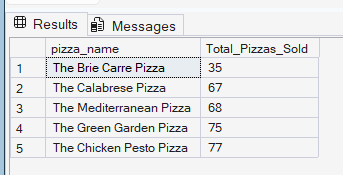 Results Messages
pizza_name Total_Pizzas_Sold
1 The Brie Carre Pizza 35
2 The Calabrese Pizza 67
3 The Mediterranean Pizza 68
4 The Green Garden Pizza 75
5 The Chicken Pesto Pizza 77